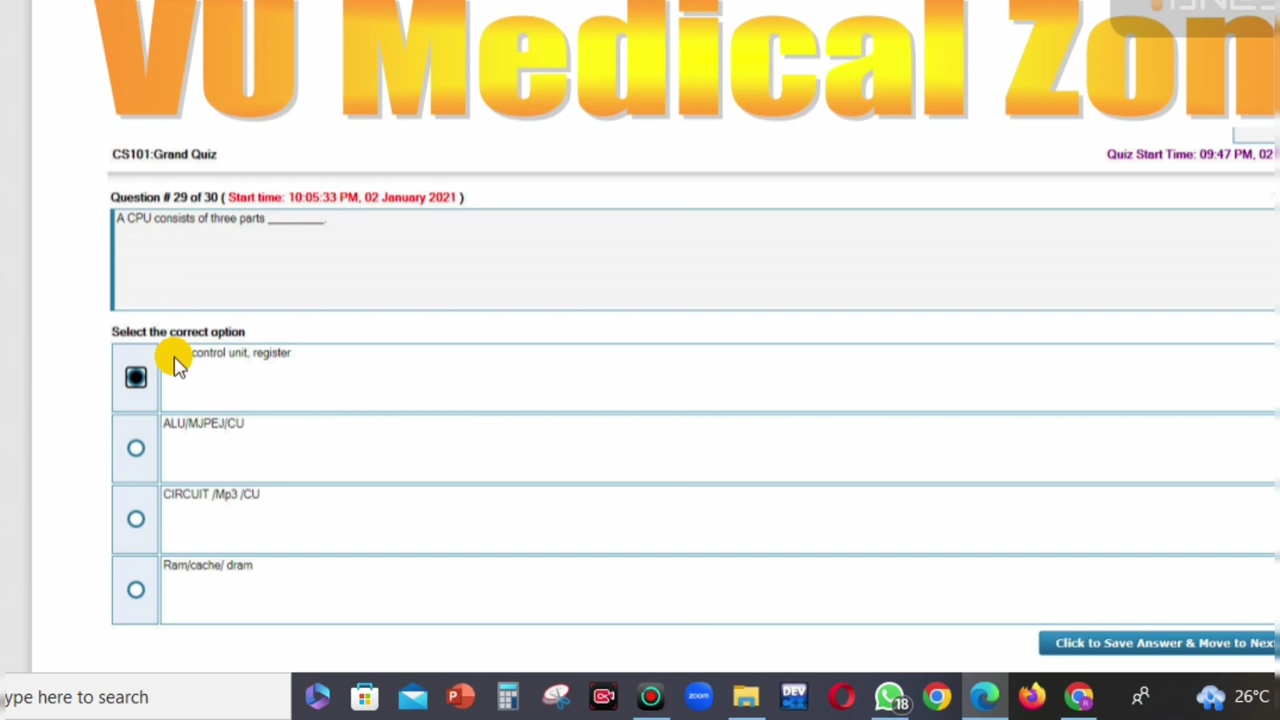 VU Medical Zon
CS101:Grand Quiz
Quiz Start Time: 09:47 PM, 02
Question # 29 of 30 ( Start time: 10:05:33 PM, 02 January 2021 )
A CPU consists of three parts __________.
Select the correct option
control unit, register
ALU/MJPEJ/CU
CIRCUIT /Mp3 /CU
Ram/cache/ dram
Click to Save Answer & Move to Nex
ype here to search
zoom
DEV
18
26°C